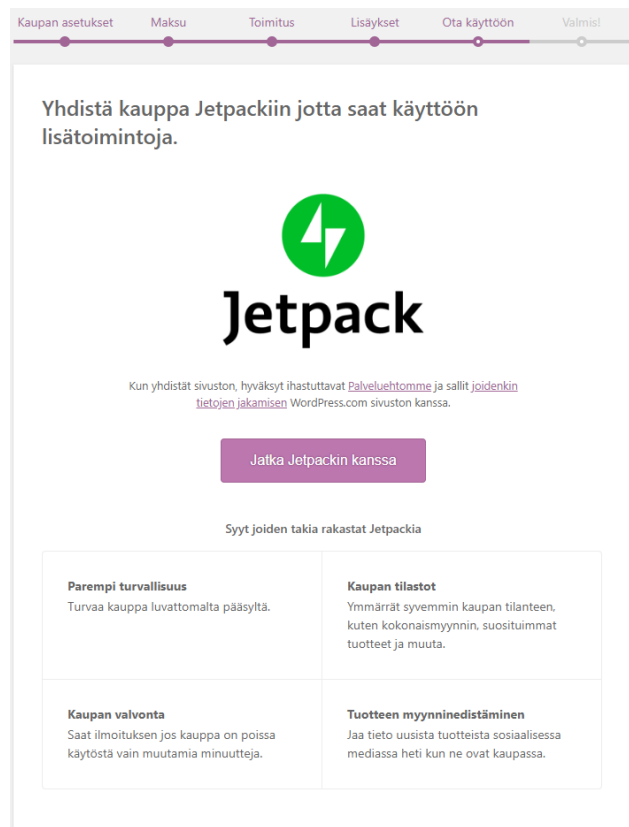 Kaupan asetukset Maksu Toimitus Lisäykset Ota käyttöön Valmis!
Yhdistä kauppa Jetpackiin jotta saat käyttöön
lisätoimintoja.
Jetpack
Kun yhdistät sivuston, hyväksyt ihastuttavat Palveluehtomme ja sallit joidenkin
tietojen jakamisen WordPress.com sivuston kanssa.
Jatka Jetpackin kanssa
Syyt joiden takia rakastat Jetpackia
Parempi turvallisuus
Turvaa kauppa luvattomalta pääsyltä.
Kaupan tilastot
Ymmärrät syvemmin kaupan tilanteen,
kuten kokonaismyynnin, suosituimmat
tuotteet ja muuta.
Kaupan valvonta
Saat ilmoituksen jos kauppa on poissa
käytöstä vain muutamia minuutteja.
Tuotteen myynninedistäminen
Jaa tieto uusista tuotteista sosiaalisessa
mediassa heti kun ne ovat kaupassa.